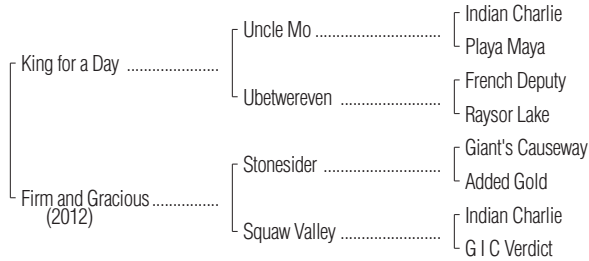 Indian Charlie
Uncle Mo ..............................
Playa Maya
King for a Day ......................
French Deputy
Ubetwereven ........................
Raysor Lake
Giant's Causeway
Stonesider ............................
Added Gold
Firm and Gracious ................
(2012)
Indian Charlie
Squaw Valley ........................
G I C Verdict